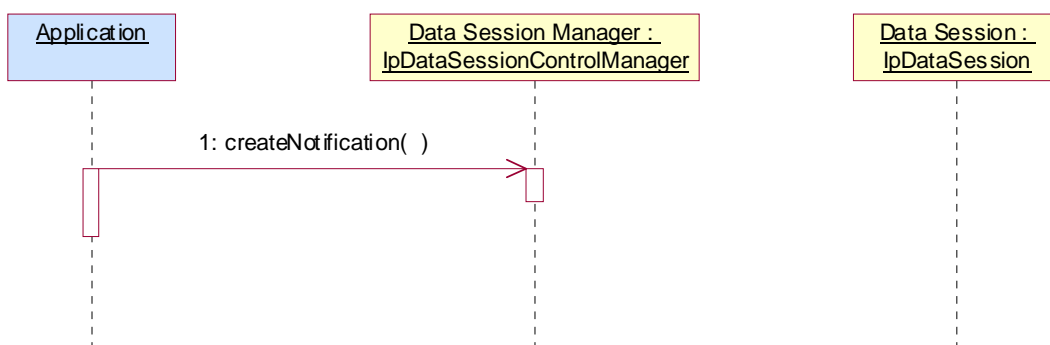 Application
Data Session Manager :
IpDataSessionControlManager
Data Session :
IpDataSession
1: createNotification( )